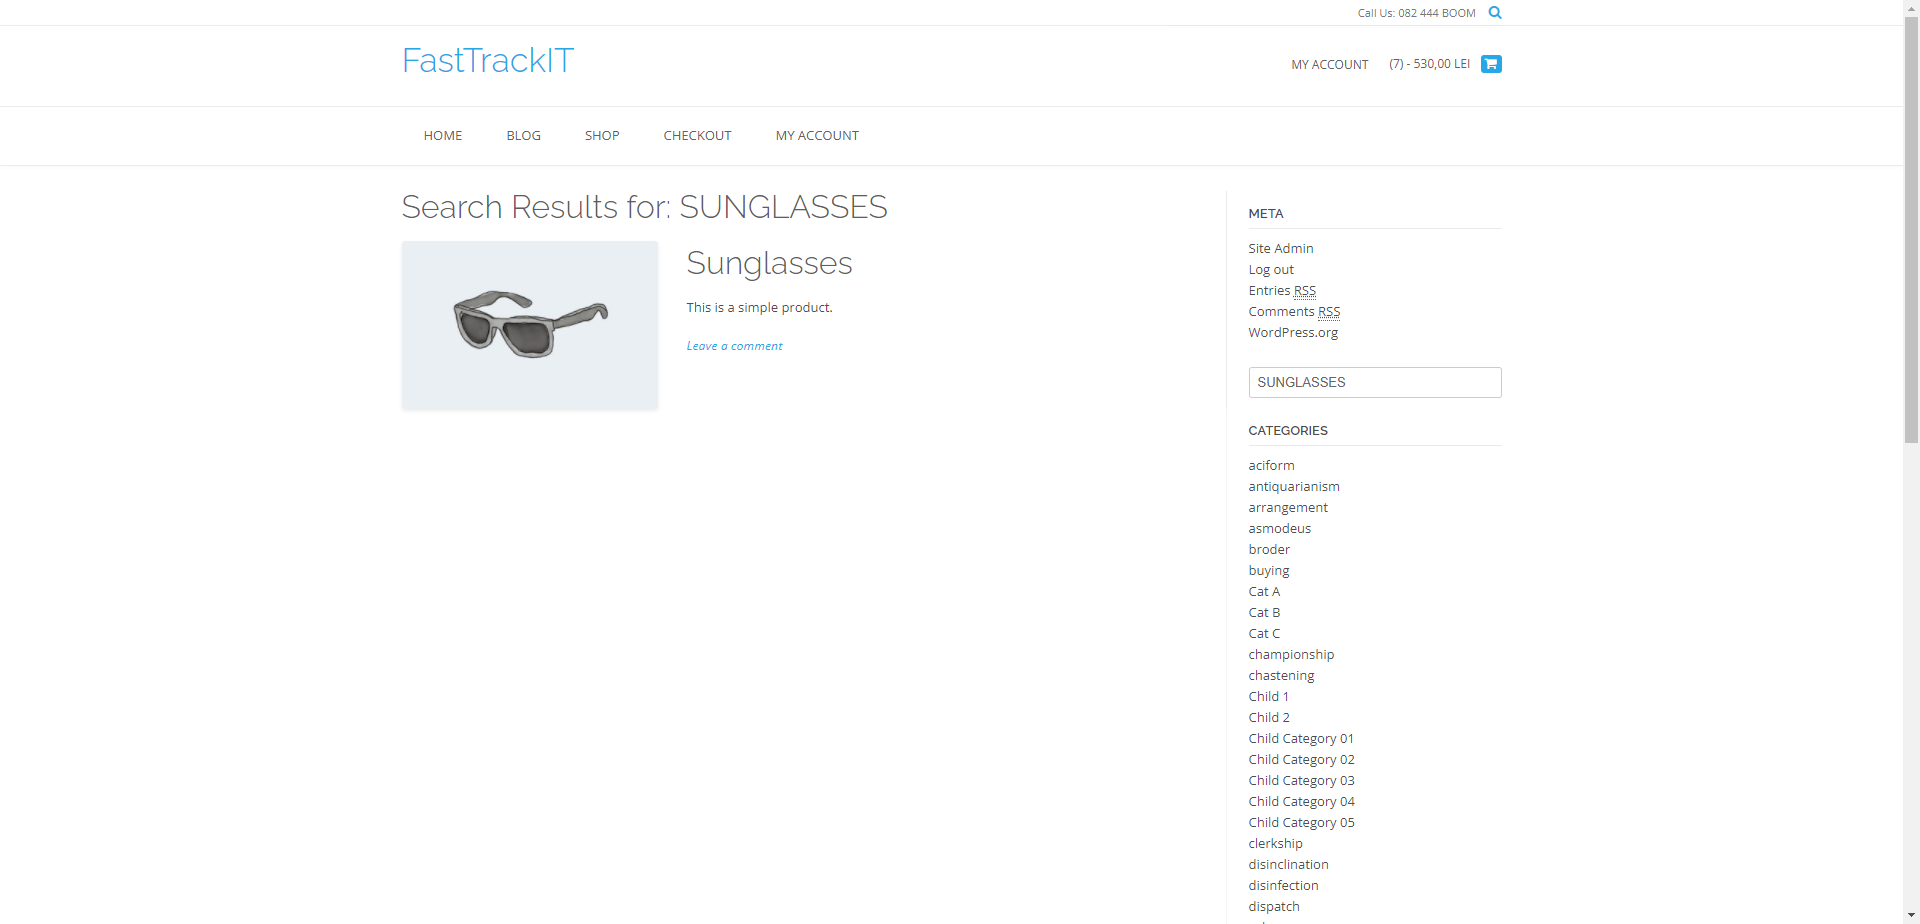 Call Us: 082 444 BOOM
FastTrackIT
MY ACCOUNT (7) - 530,00 LEI
HOME BLOG SHOP CHECKOUT MY ACCOUNT
Search Results for: SUNGLASSES
Sunglasses
This is a simple product.
Leave a comment
META
Site Admin
Log out
Entries RSS
Comments RSS
WordPress.org
SUNGLASSES
CATEGORIES
aciform
antiquarianism
arrangement
asmodeus
broder
buying
Cat A
Cat B
Cat C
championship
chastening
Child 1
Child 2
Child Category 01
Child Category 02
Child Category 03
Child Category 04
Child Category 05
clerkship
disinclination
disinfection
dispatch